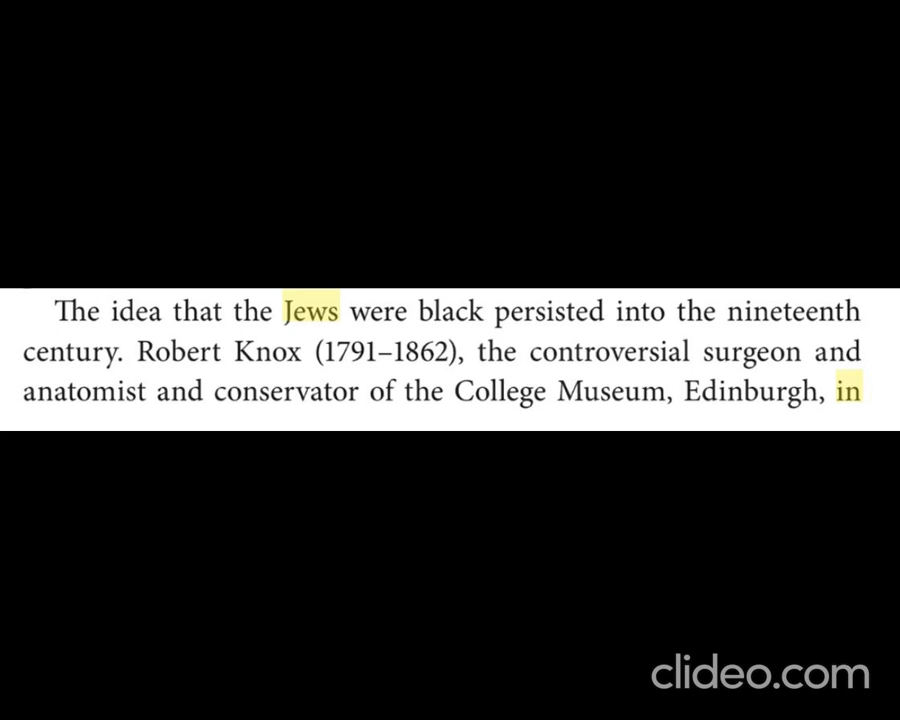 The idea that the Jews were black persisted into the nineteenth
century. Robert Knox (1791–1862), the controversial surgeon and
anatomist and conservator of the College Museum, Edinburgh, in
clideo.com